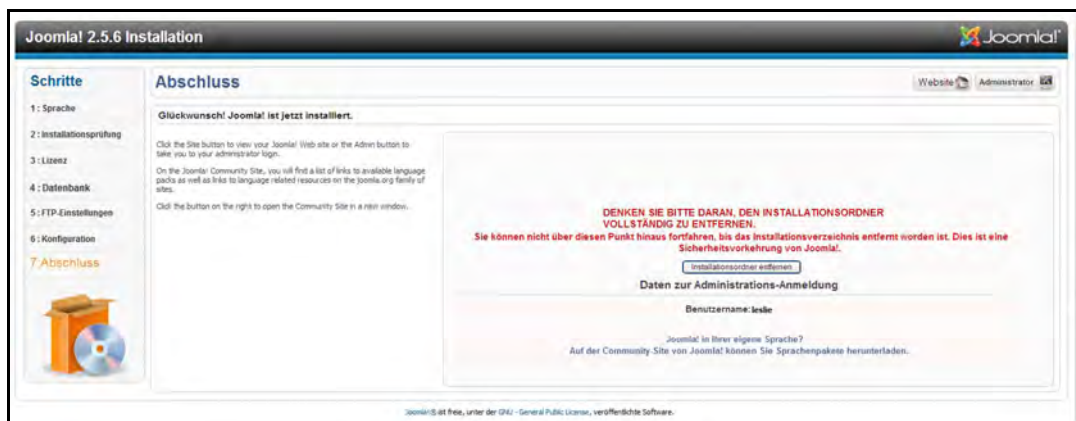 Joomla! 2.5.6 Installation
Joomla!
Schritte
1 : Sprache
2 : Installationsprüfung
3 : Lizenz
4 : Datenbank
5 : FTP-Einstellungen
6 : Konfiguration
7 Abschluss
Abschluss
Website
Administrator
Glückwunsch! Joomla! ist jetzt installiert.
Click the Site button to view your Joomla! Web site or the Admin button to
take you to your administrator login.
On the Joomla! Community Site, you will find a list of links to available language
packs as well as links to language related resources on the joomla.org family of
sites.
Click the button on the right to open the Community Site in a new window.
DENKEN SIE BITTE DARAN, DEN INSTALLATIONSORDNER
VOLLSTÄNDIG ZU ENTFERNEN.
Sie können nicht über diesen Punkt hinaus fortfahren, bis das Installationsverzeichnis entfernt worden ist. Dies ist eine
Sicherheitsvorkehrung von Joomla!.
Installationsordner entfernen
Daten zur Administrations-Anmeldung
Benutzername: leslie
Joomla! in Ihrer eigene Sprache?
Auf der Community-Site von Joomla! können Sie Sprachenpakete herunterladen.
Joomla!® ist freie, unter der GNU - General Public License, veröffentlichte Software.